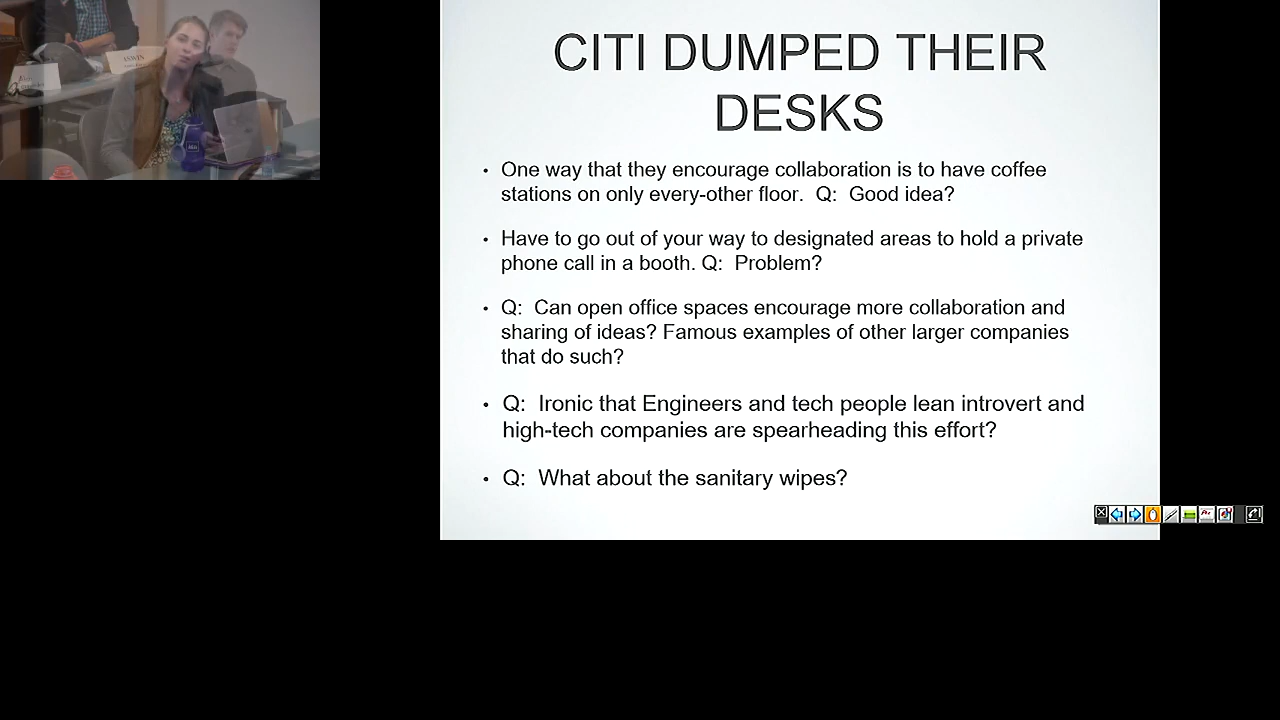 CITI DUMPED THEIR
DESKS
• One way that they encourage collaboration is to have coffee
stations on only every-other floor. Q: Good idea?
• Have to go out of your way to designated areas to hold a private
phone call in a booth. Q: Problem?
• Q: Can open office spaces encourage more collaboration and
sharing of ideas? Famous examples of other larger companies
that do such?
• Q: Ironic that Engineers and tech people lean introvert and
high-tech companies are spearheading this effort?
• Q: What about the sanitary wipes?